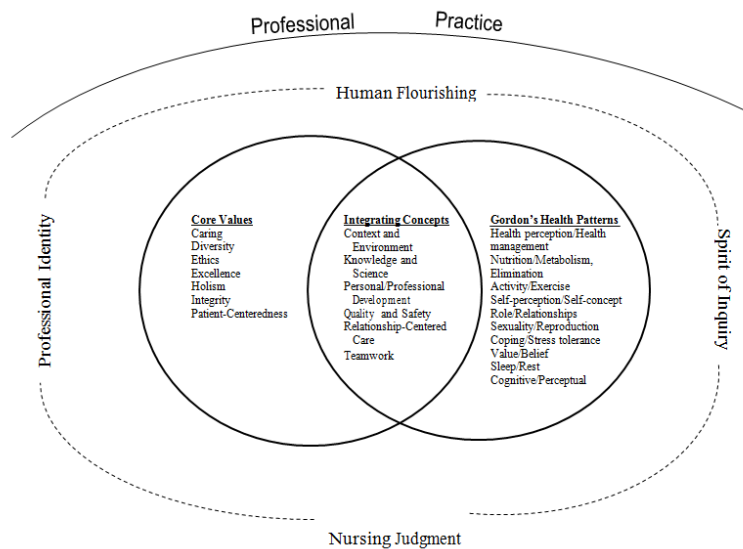 Professional Practice
Human Flourishing
Professional Identity
Core Values
Caring
Diversity
Ethics
Excellence
Holism
Integrity
Patient-Centeredness
Integrating Concepts
Context and
Environment
Knowledge and
Science
Personal/Professional
Development
Quality and Safety
Relationship-Centered
Care
Teamwork
Gordon's Health Patterns
Health perception/Health
management
Nutrition/Metabolism,
Elimination
Activity/Exercise
Self-perception/Self-concept
Role/Relationships
Sexuality/Reproduction
Coping/Stress tolerance
Value/Belief
Sleep/Rest
Cognitive/Perceptual
Spirit of Inquiry
Nursing Judgment